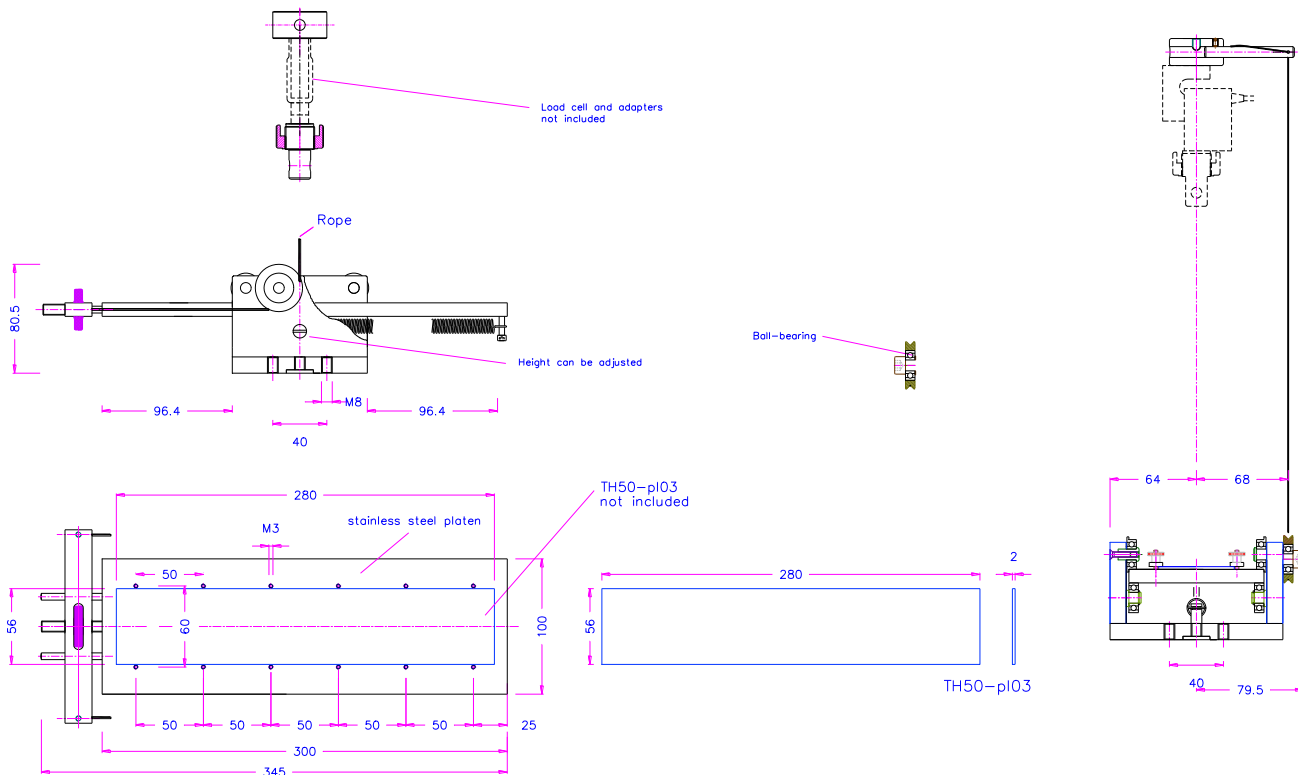 Load cell and adapters
not included
Rope
80.5
Height can be adjusted
Ball-bearing
96.4
M8
96.4
40
64
68
280
TH50-pl03
not included
M3
stainless steel platen
50
2
280
56
60
100
56
TH50-pl03
40
79.5
50
50
50
50
50
25
300
345